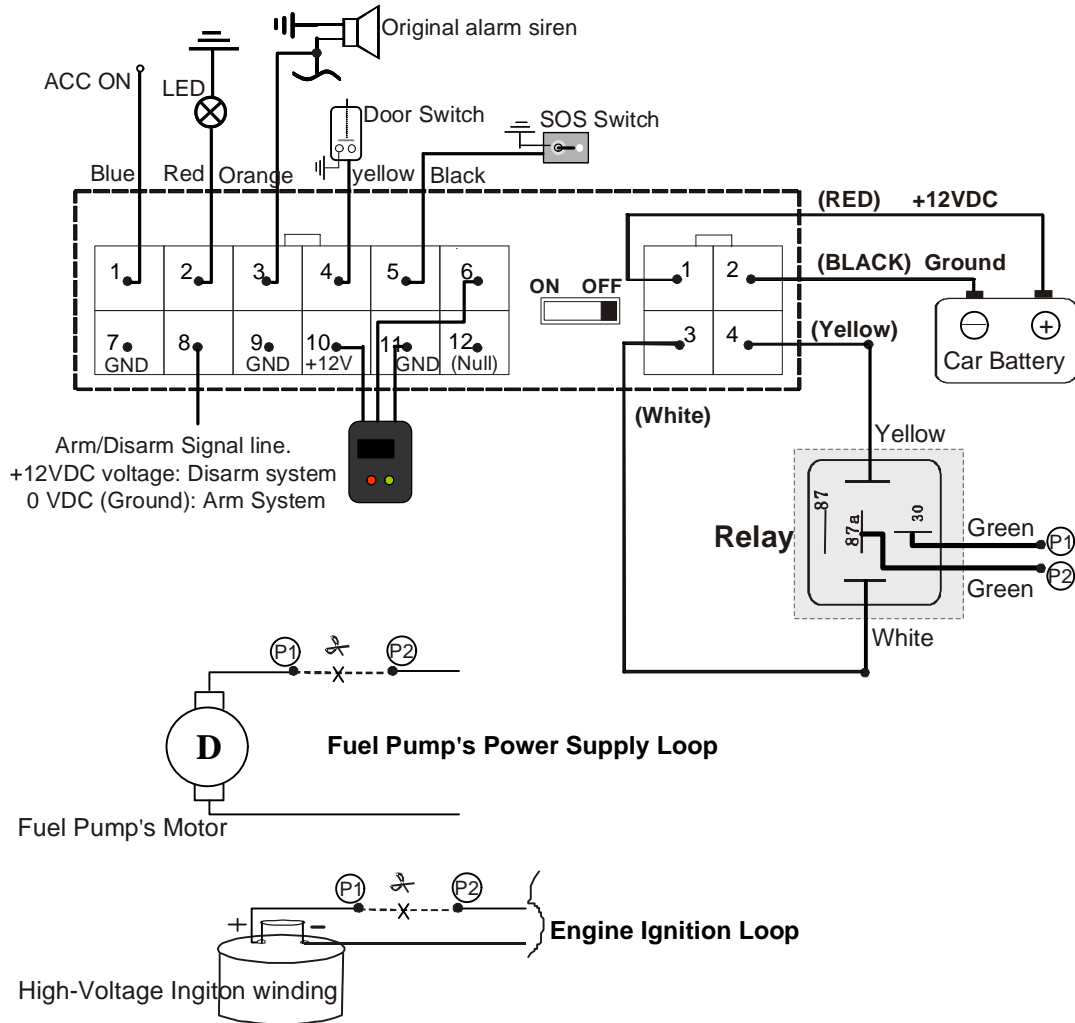 Original alarm siren
ACC ON
LED
Door Switch
SOS Switch
Blue Red Orange yellow Black
(RED) +12VDC
(BLACK) Ground
1 2 3 4 5 6
ON OFF
1 2
7 8 9 10 11 12
GND GND +12V GND (Null)
3 4
(Yellow)
Car Battery
(White)
Arm/Disarm Signal line.
+12VDC voltage: Disarm system
0 VDC (Ground): Arm System
Yellow
Relay
87
87a
30
Green P1
P2
Green
White
P1 P2
D
Fuel Pump's Power Supply Loop
Fuel Pump's Motor
P1 P2
+ -
Engine Ignition Loop
High-Voltage Ingiton winding